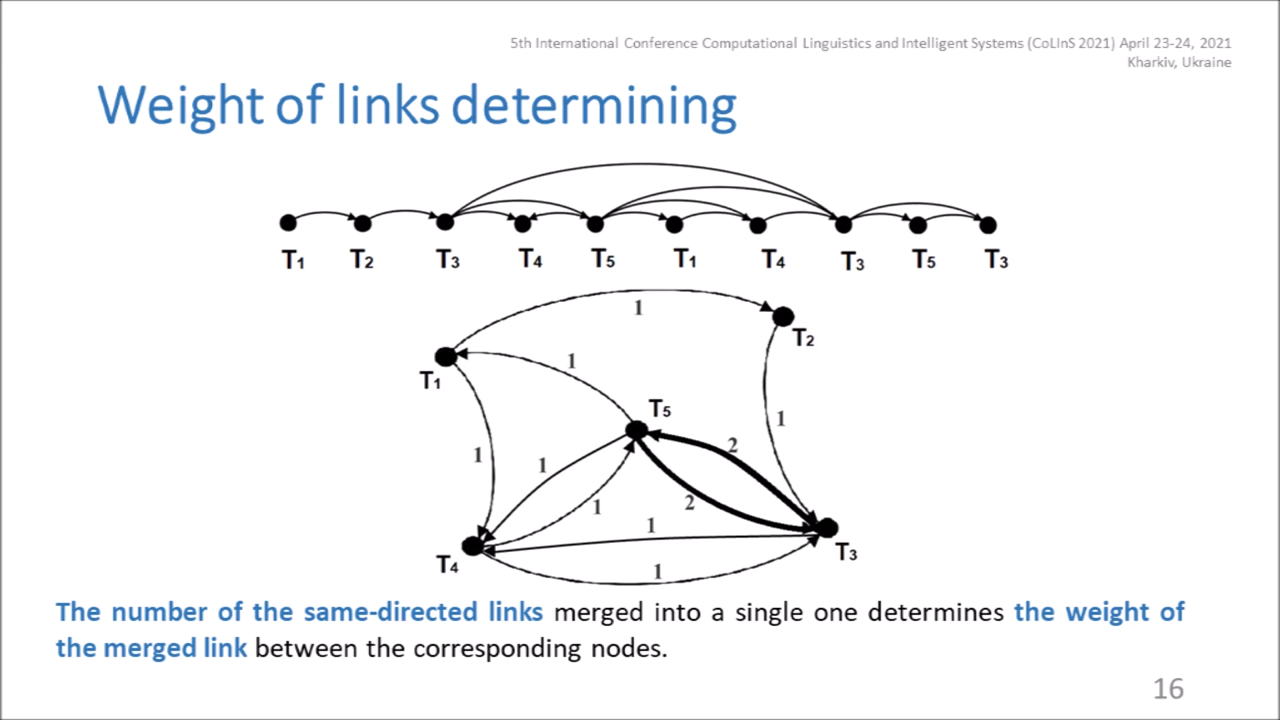 5th International Conference Computational Linguistics and Intelligent Systems (CoLInS 2021) April 23-24, 2021
Kharkiv, Ukraine
Weight of links determining
T1 T2 T3 T4 T5 T1 T4 T3 T5 T3
1
T2
1
T1
T5
1
2
1
1
1
2
1
T4
T3
1
The number of the same-directed links merged into a single one determines the weight of
the merged link between the corresponding nodes.
16